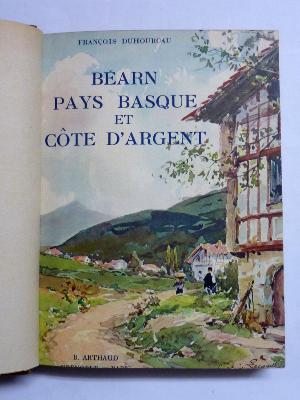 FRANÇOIS DUHOURCAU
BÉARN
PAYS BASQUE
ET
CÔTE D'ARGENT
B. ARTHAUD